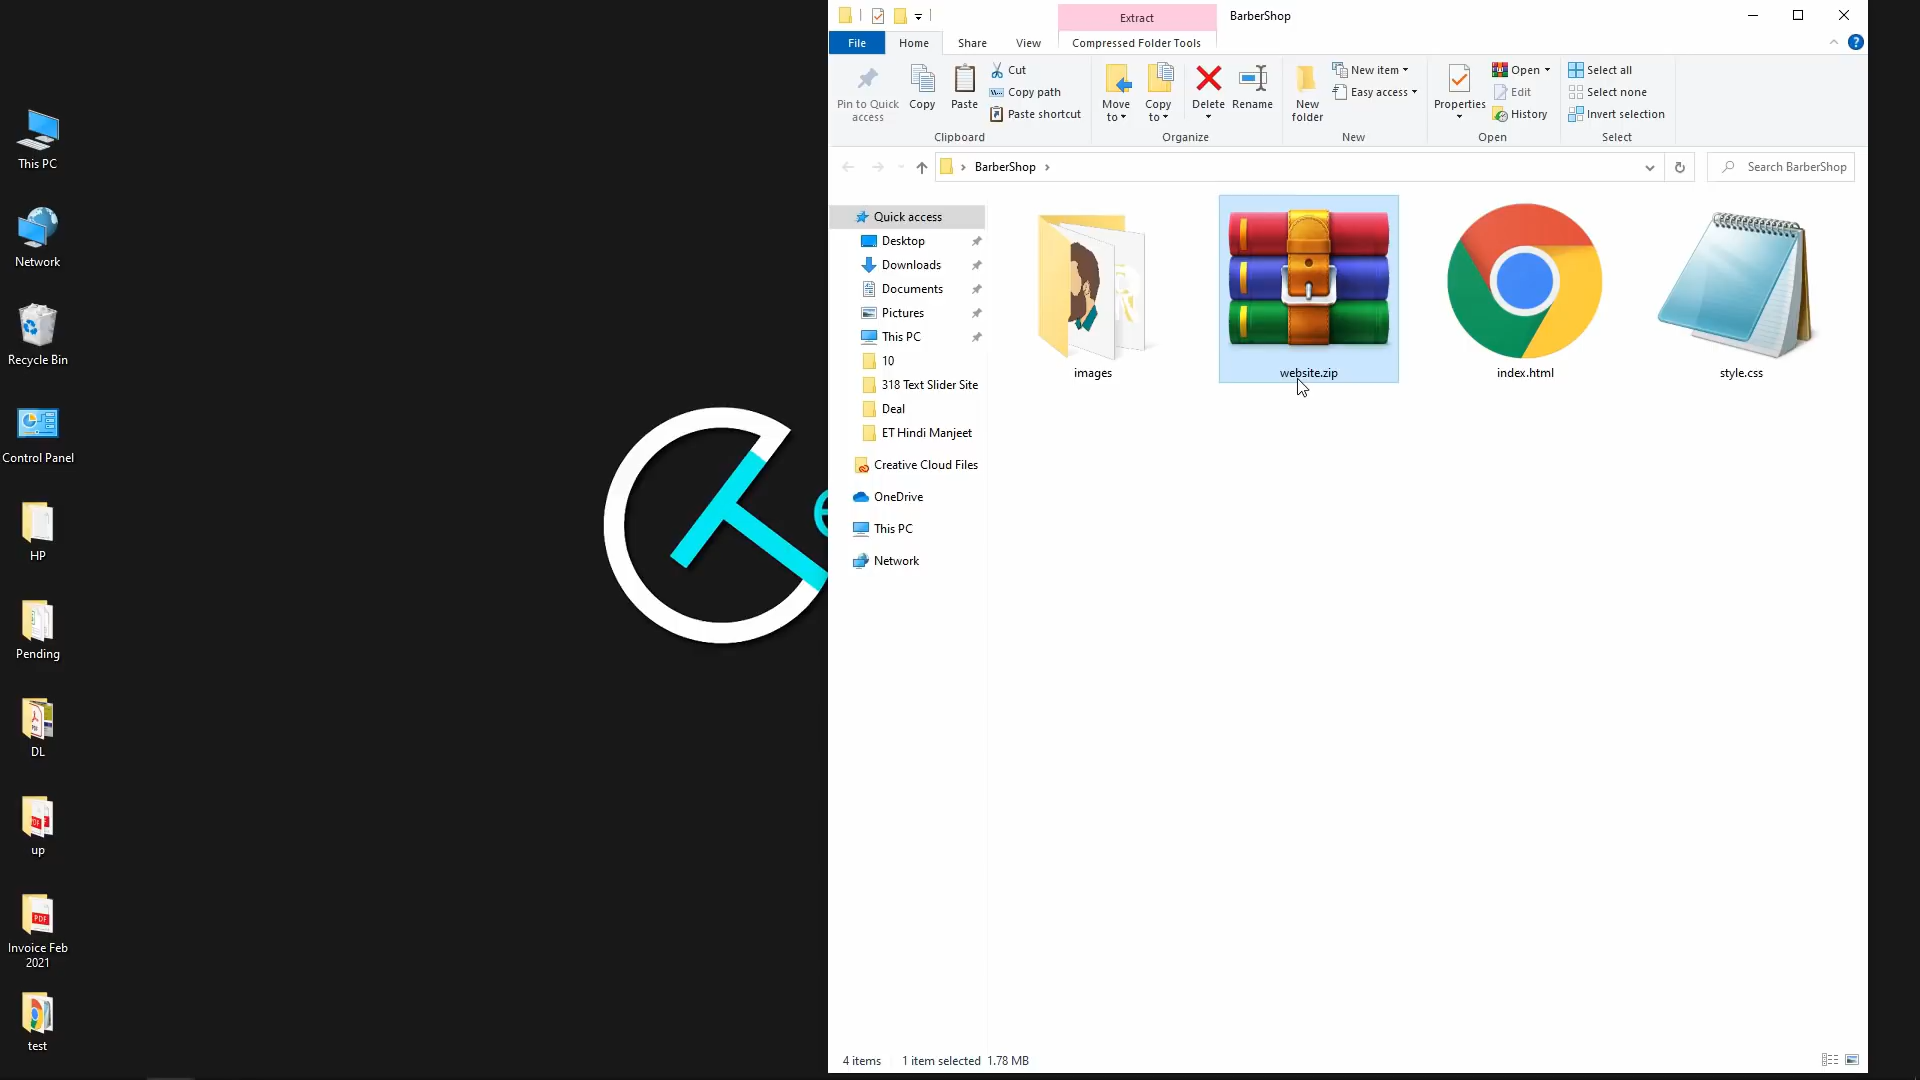 Extract
BarberShop
File
Home
Share
View
Compressed Folder Tools
Pin to Quick
access
Copy
Paste
Cut
Copy path
Paste shortcut
Clipboard
Move
to
Copy
to
Delete
Rename
Organize
New
folder
New item
Easy access
New
Properties
Open
Edit
History
Open
Select all
Select none
Invert selection
Select
BarberShop
Search BarberShop
Quick access
Desktop
Downloads
Documents
Pictures
This PC
10
318 Text Slider Site
Deal
ET Hindi Manjeet
Creative Cloud Files
OneDrive
This PC
Network
images
website.zip
index.html
style.css
4 items
1 item selected 1.78 MB
This PC
Network
Recycle Bin
Control Panel
HP
Pending
DL
up
Invoice Feb
2021
test